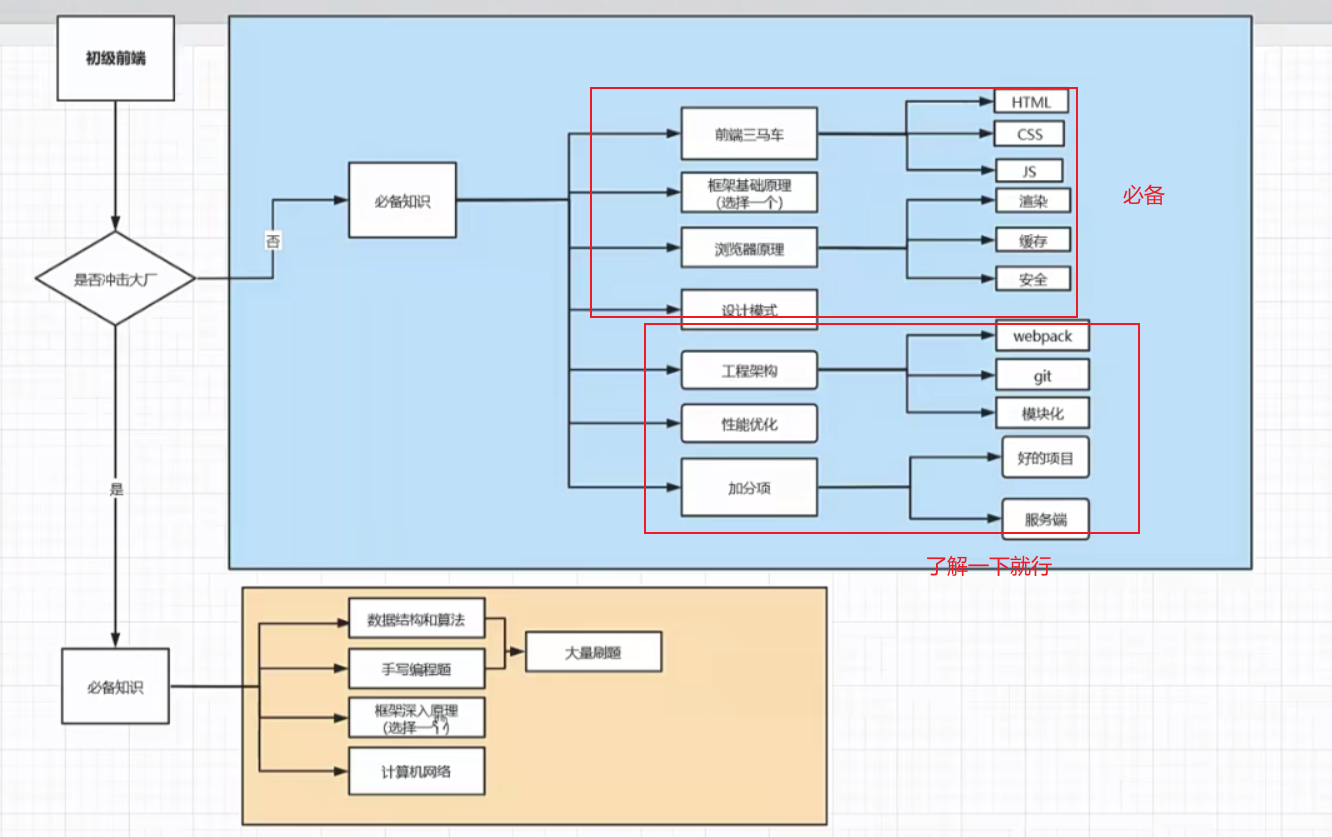 初级前端
是否冲击大厂
否
是
必备知识
前端三马车
HTML
CSS
JS
框架基础原理
(选择一个)
浏览器原理
渲染
缓存
安全
设计模式
必备
工程架构
webpack
git
模块化
性能优化
加分项
好的项目
服务端
了解一下就行
必备知识
数据结构和算法
手写编程题
大量刷题
框架深入原理
(选择一个)
计算机网络